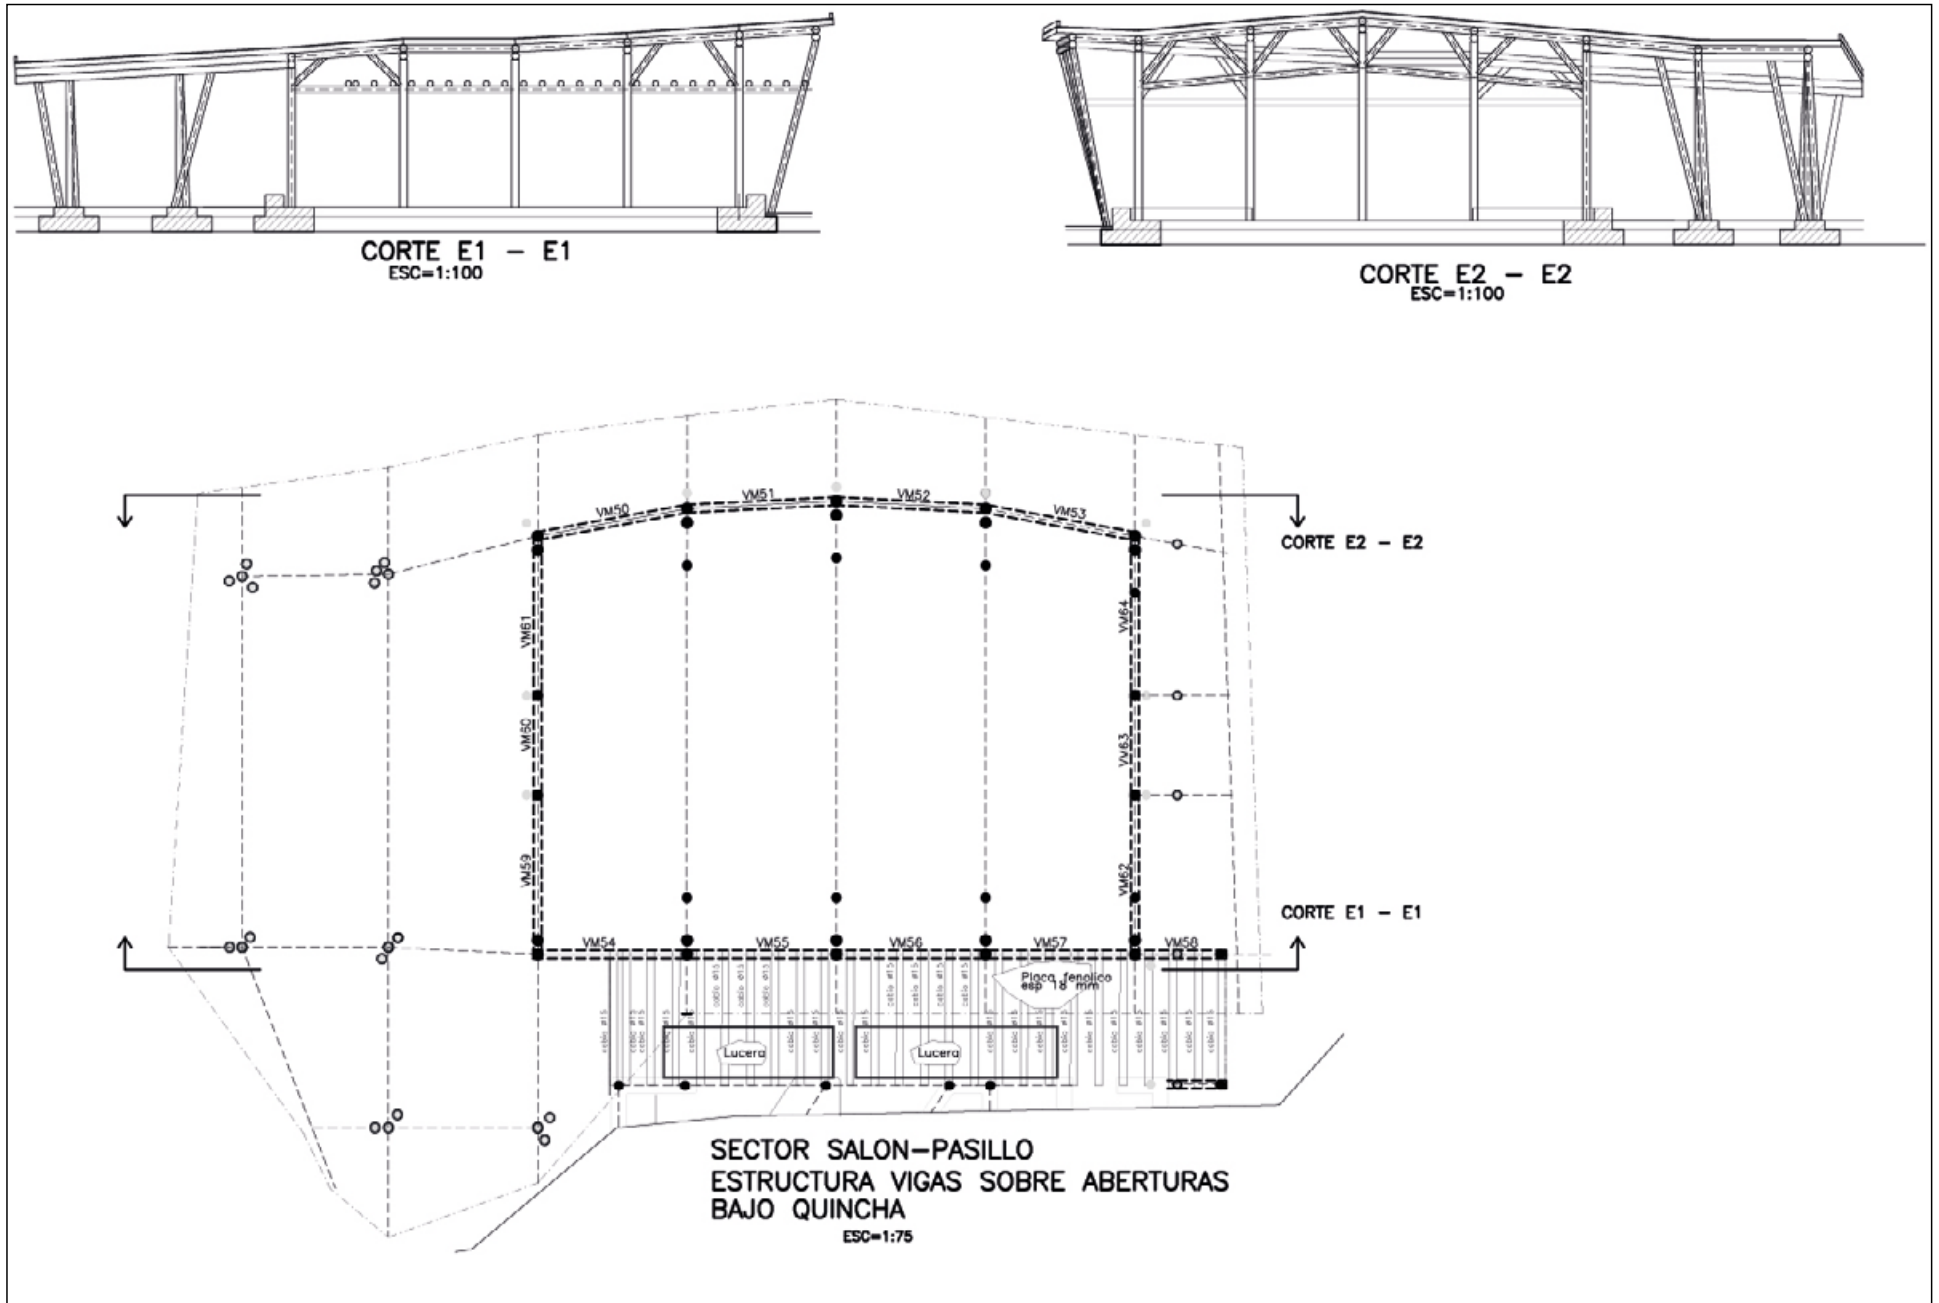 CORTE E1 - E1
ESC=1:100
CORTE E2 - E2
ESC=1:100
VM50
VM51
VM52
VM53
CORTE E2 - E2
VM61
VM64
VM60
VM63
VM59
VM62
CORTE E1 - E1
VM54
VM55
VM56
VM57
VM58
Placa fenolico
esp 18 mm
Lucera
Lucera
SECTOR SALON-PASILLO
ESTRUCTURA VIGAS SOBRE ABERTURAS
BAJO QUINCHA
ESC=1:75